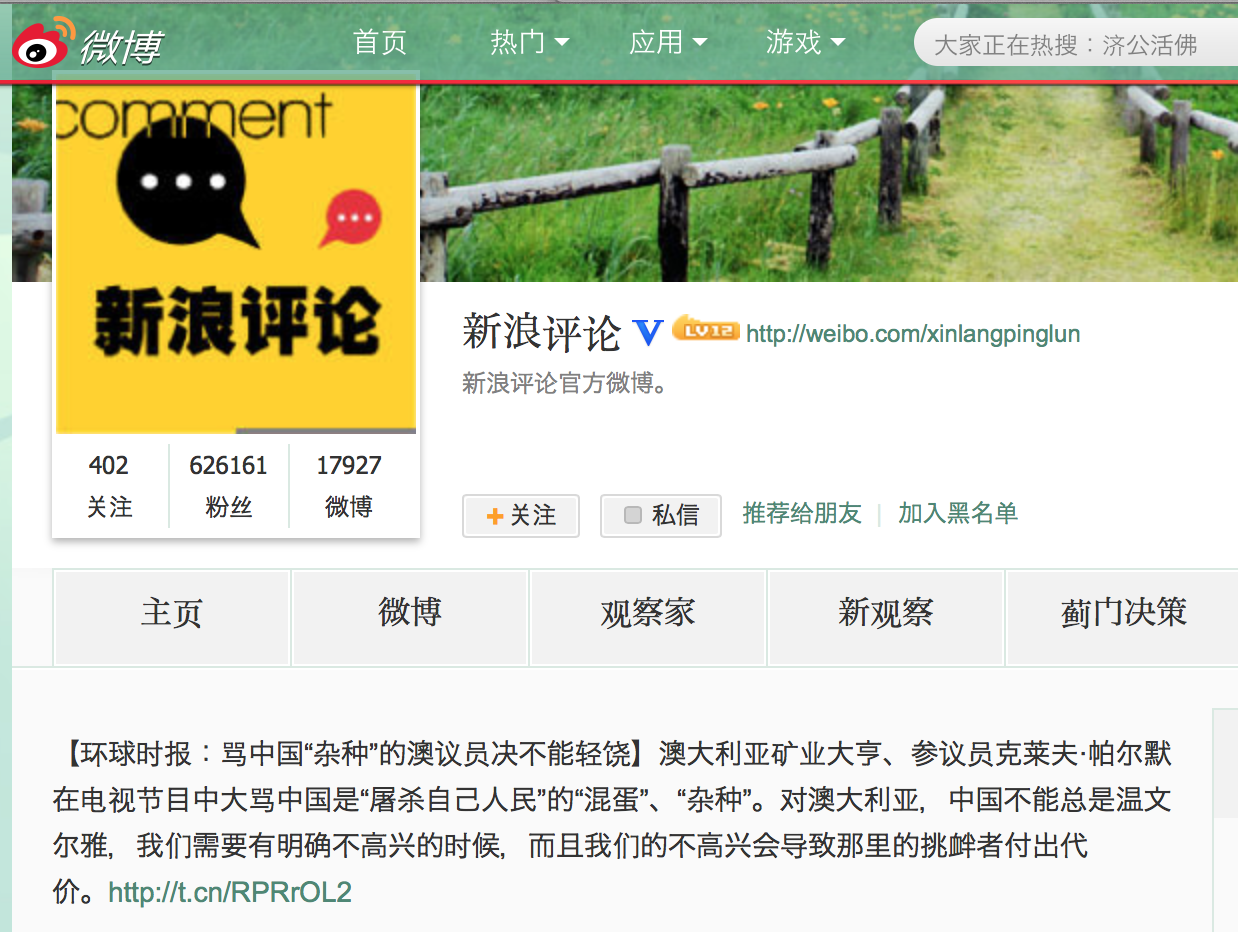 微博
首页
热门
应用
游戏
大家正在热搜：济公活佛
comment
新浪评论
新浪评论 V LV12 http://weibo.com/xinlangpinglun
新浪评论官方微博。
402
关注
626161
粉丝
17927
微博
+关注
私信
推荐给朋友
加入黑名单
主页
微博
观察家
新观察
蓟门决策
【环球时报：骂中国“杂种”的澳议员决不能轻饶】澳大利亚矿业大亨、参议员克莱夫·帕尔默
在电视节目中大骂中国是“屠杀自己人民”的“混蛋”、“杂种”。对澳大利亚，中国不能总是温文
尔雅，我们需要有明确不高兴的时候，而且我们的不高兴会导致那里的挑衅者付出代
价。http://t.cn/RPRrOL2